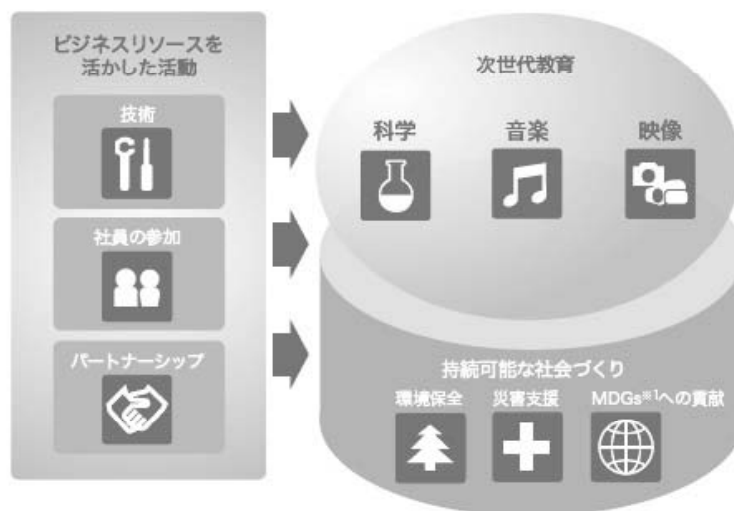 ビジネスリソースを
活かした活動
技術
社員の参加
パートナーシップ
次世代教育
科学
音楽
映像
持続可能な社会づくり
環境保全
災害支援
MDGs※1への貢献